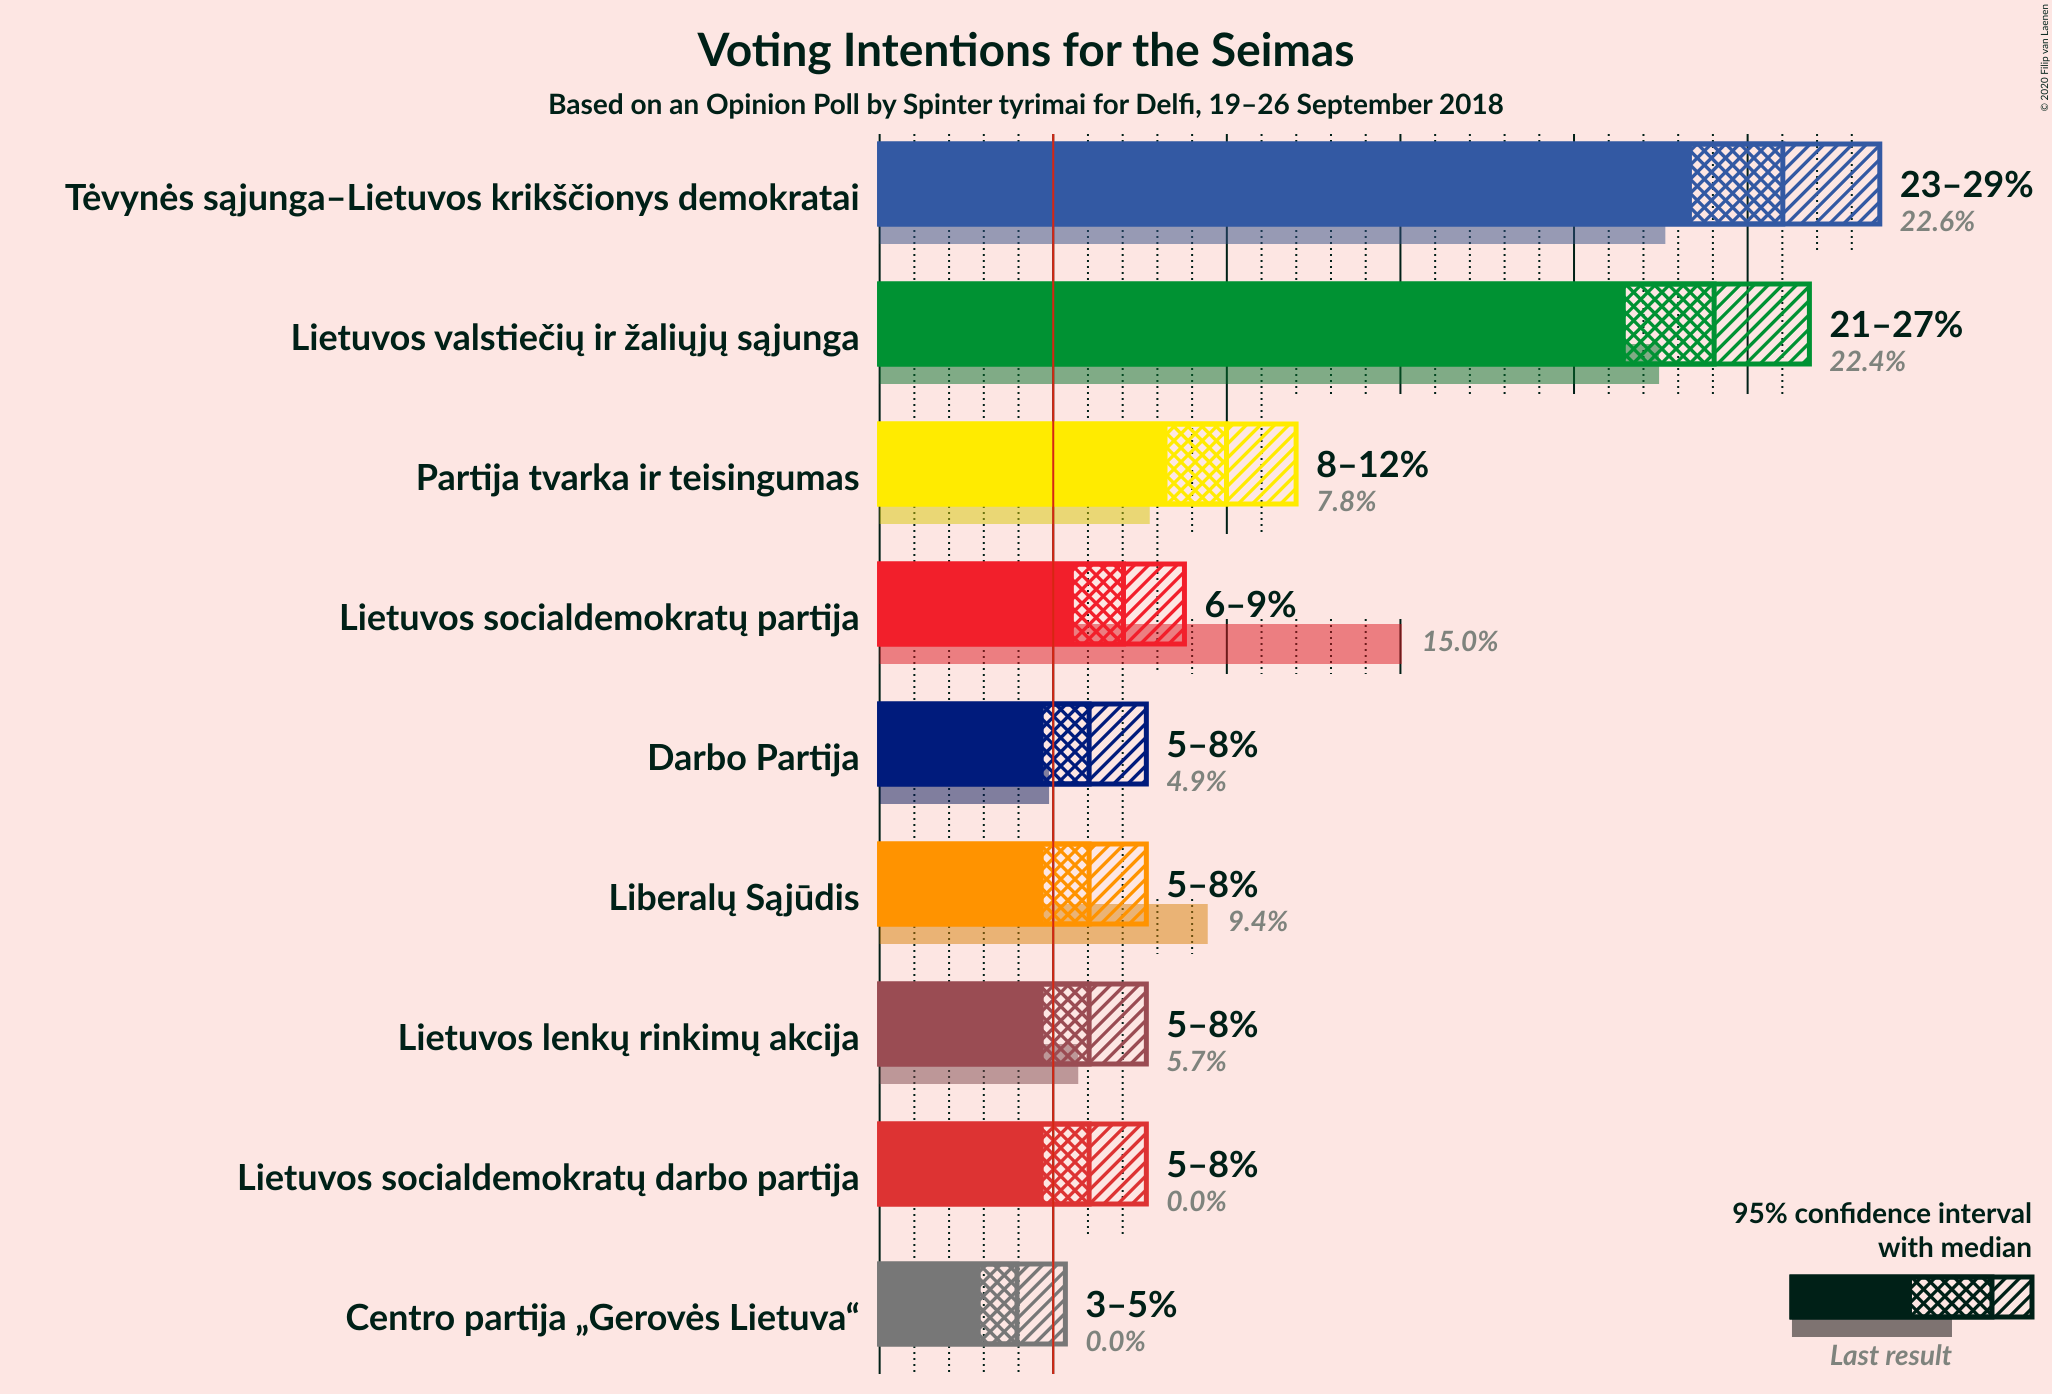 Voting Intentions for the Seimas
Based on an Opinion Poll by Spinter tyrimai for Delfi, 19–26 September 2018
© 2020 Filip van Laenen
Tėvynės sąjunga–Lietuvos krikščionys demokratai
23–29%
22.6%
Lietuvos valstiečių ir žaliųjų sąjunga
21–27%
22.4%
Partija tvarka ir teisingumas
8–12%
7.8%
Lietuvos socialdemokratų partija
6–9%
15.0%
Darbo Partija
5–8%
4.9%
Liberalų Sąjūdis
5–8%
9.4%
Lietuvos lenkų rinkimų akcija
5–8%
5.7%
Lietuvos socialdemokratų darbo partija
5–8%
0.0%
Centro partija „Gerovės Lietuva“
3–5%
0.0%
95% confidence interval
with median
Last result